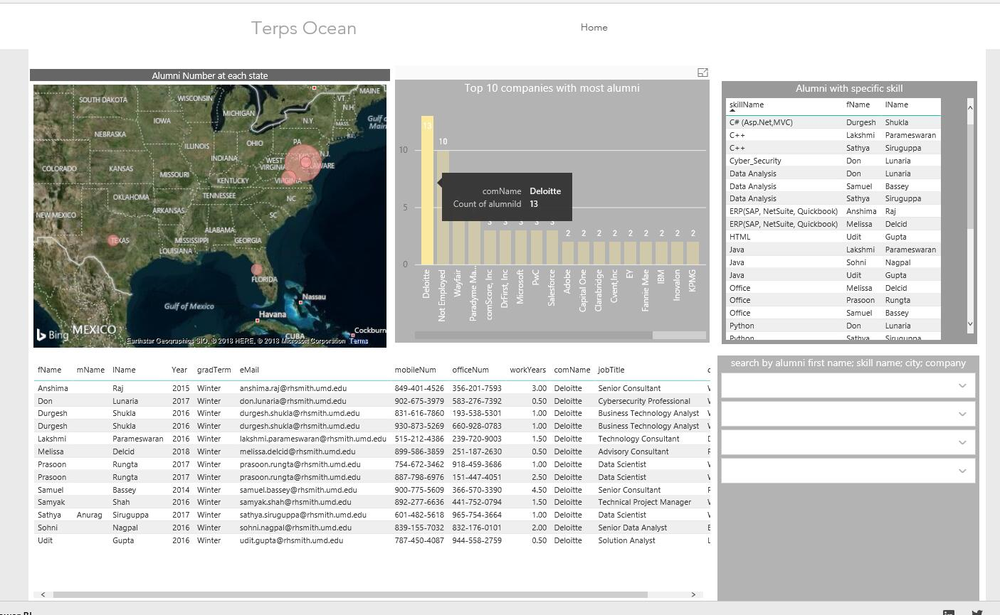 Terps Ocean
Home
Alumni Number at each state
SOUTH DAKOTA
WISCONSIN
MAINE
VT.
N.H
MICHIGAN
Gulf of
Main
IOWA
N.Y.
MASS.
R.I.
NEBRASKA
PA
ILLINOIS
OHIO
N.J.
INDIANA
WEST
VIRGINIA
AWARE
COLORADO
KANSAS
MISSOURI
KENTUCKY
VIRGINIA
OKLAHOMA
TENNESSEE
NC
ARKANSAS
NEW MEXICO
SC
ALABAMA
TEXAS
MISSISSIPPI
GEORGIA
LOUISIANA
FLORIDA
Nassau
Gulf of Mexico
Havana
Bing
MEXICO
CUBA
Cockburn
Earthstar Geographics SIO, © 2018 HERE, © 2018 Microsoft Corporation Terms
Top 10 companies with most alumni
13
10
10
5
0
comName Deloitte
Count of alumniId 13
3 3 3 3 3 2 2 2 2 2 2 2 2 2
Deloitte
Not Employed
Wayfair
Paradyme Ma...
comScore, Inc
DrFirst, Inc
Microsoft
PwC
Salesforce
Adobe
Capital One
Clarabridge
Cvent,Inc
EY
Fannie Mae
IBM
Inovalon
KPMG
Alumni with specific skill
skillName fName lName
C# (Asp.Net,MVC) Durgesh Shukla
C++ Lakshmi Parameswaran
C++ Sathya Siruguppa
Cyber_Security Don Lunaria
Data Analysis Don Lunaria
Data Analysis Samuel Bassey
Data Analysis Sathya Siruguppa
ERP(SAP, NetSuite, Quickbook) Anshima Raj
ERP(SAP, NetSuite, Quickbook) Melissa Delcid
HTML Udit Gupta
Java Lakshmi Parameswaran
Java Sohni Nagpal
Java Udit Gupta
Office Melissa Delcid
Office Prasoon Rungta
Office Samuel Bassey
Python Don Lunaria
Python Sathya Siruguppa
fName mName lName Year gradTerm eMail mobileNum officeNum workYears comName jobTitle c
Anshima Raj 2015 Winter anshima.raj@rhsmith.umd.edu 849-401-4526 356-201-7593 3.00 Deloitte Senior Consultant
Don Lunaria 2017 Winter don.lunaria@rhsmith.umd.edu 902-675-3979 583-276-7392 0.50 Deloitte Cybersecurity Professional
Durgesh Shukla 2016 Winter durgesh.shukla@rhsmith.umd.edu 831-616-7860 193-538-5301 1.00 Deloitte Business Technology Analyst
Durgesh Shukla 2016 Winter durgesh.shukla@rhsmith.umd.edu 930-873-5269 660-928-0783 1.00 Deloitte Business Technology Analyst
Lakshmi Parameswaran 2016 Winter lakshmi.parameswaran@rhsmith.umd.edu 515-212-4386 239-720-9003 1.50 Deloitte Technology Consultant
Melissa Delcid 2018 Winter melissa.delcid@rhsmith.umd.edu 899-586-3859 251-187-2630 0.50 Deloitte Advisory Consultant
Prasoon Rungta 2017 Winter prasoon.rungta@rhsmith.umd.edu 754-672-3462 918-459-3686 1.00 Deloitte Data Scientist
Prasoon Rungta 2017 Winter prasoon.rungta@rhsmith.umd.edu 887-798-6976 151-447-4051 2.50 Deloitte Data Scientist
Samuel Bassey 2014 Winter samuel.bassey@rhsmith.umd.edu 900-775-5609 366-570-3390 4.50 Deloitte Senior Consultant
Samyak Shah 2016 Winter samyak.shah@rhsmith.umd.edu 892-277-6636 441-752-0794 1.50 Deloitte Technical Project Manager
Sathya Anurag Siruguppa 2017 Winter sathya.siruguppa@rhsmith.umd.edu 601-482-5618 965-754-3664 1.00 Deloitte Data Scientist
Sohni Nagpal 2016 Winter sohni.nagpal@rhsmith.umd.edu 839-155-7032 832-176-0101 2.00 Deloitte Senior Data Analyst
Udit Gupta 2016 Winter udit.gupta@rhsmith.umd.edu 787-450-4087 944-558-2759 0.50 Deloitte Solution Analyst
search by alumni first name; skill name; city; company